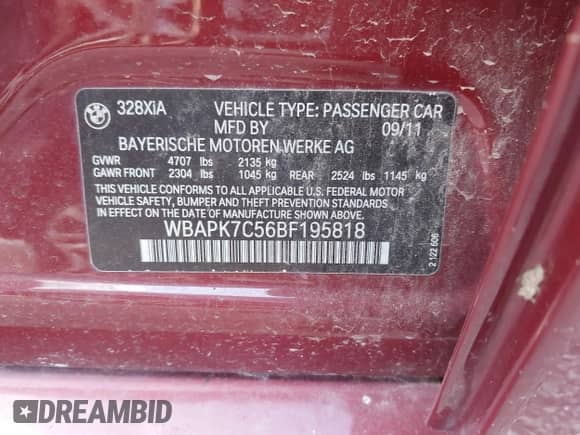 BMW
328XiA VEHICLE TYPE: PASSENGER CAR
MFD BY 09/11
BAYERISCHE MOTOREN WERKE AG
GVWR 4707 lbs 2135 kg
GAWR FRONT 2304 lbs 1045 kg REAR 2524 lbs 1145 kg
THIS VEHICLE CONFORMS TO ALL APPLICABLE U.S. FEDERAL MOTOR
VEHICLE SAFETY, BUMPER AND THEFT PREVENTION STANDARDS
IN EFFECT ON THE DATE OF MANUFACTURE SHOWN ABOVE.
WBAPK7C56BF195818
2 122 606
DREAMBID